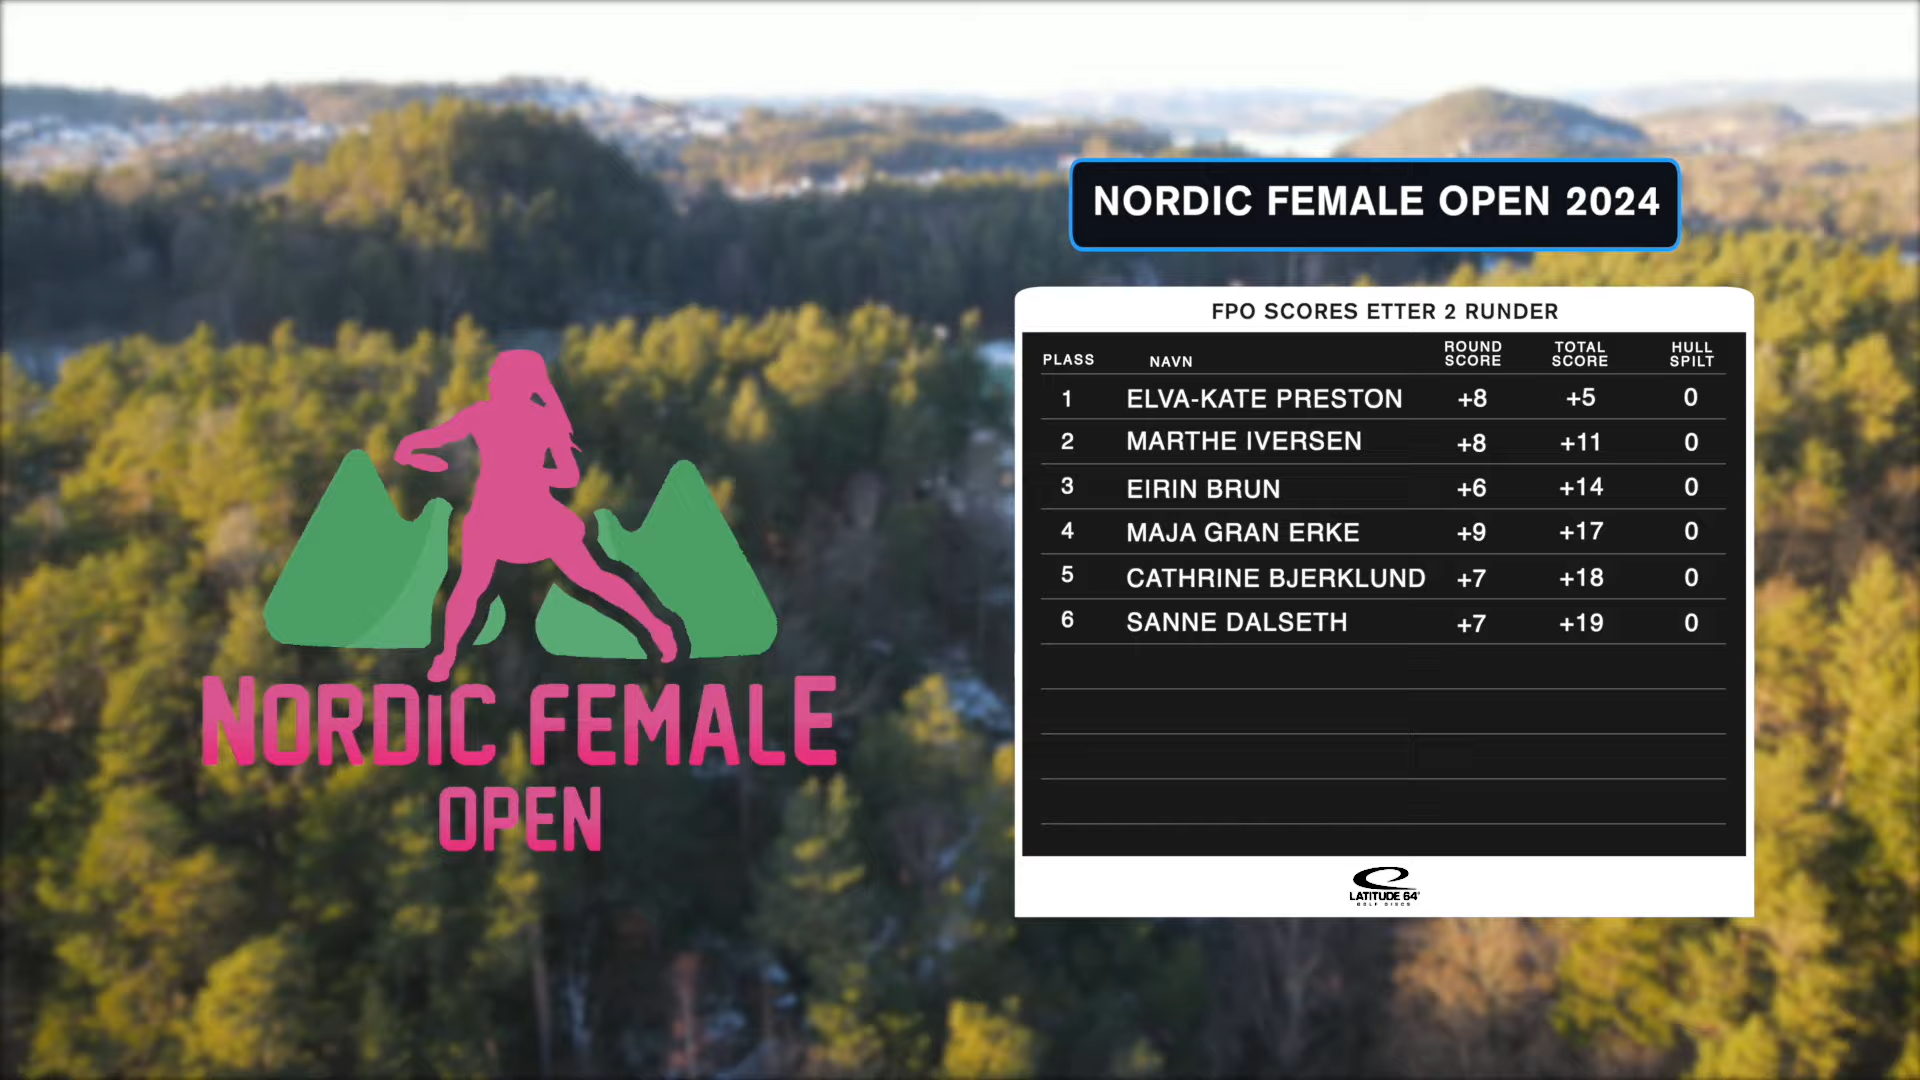 NORDIC FEMALE OPEN 2024
FPO SCORES ETTER 2 RUNDER
PLASS NAVN ROUND SCORE TOTAL SCORE HULL SPILT
1 ELVA-KATE PRESTON +8 +5 0
2 MARTHE IVERSEN +8 +11 0
3 EIRIN BRUN +6 +14 0
4 MAJA GRAN ERKE +9 +17 0
5 CATHRINE BJERKLUND +7 +18 0
6 SANNE DALSETH +7 +19 0
LATITUDE 64°
GOLF DISCS
NORDIC FEMALE
OPEN